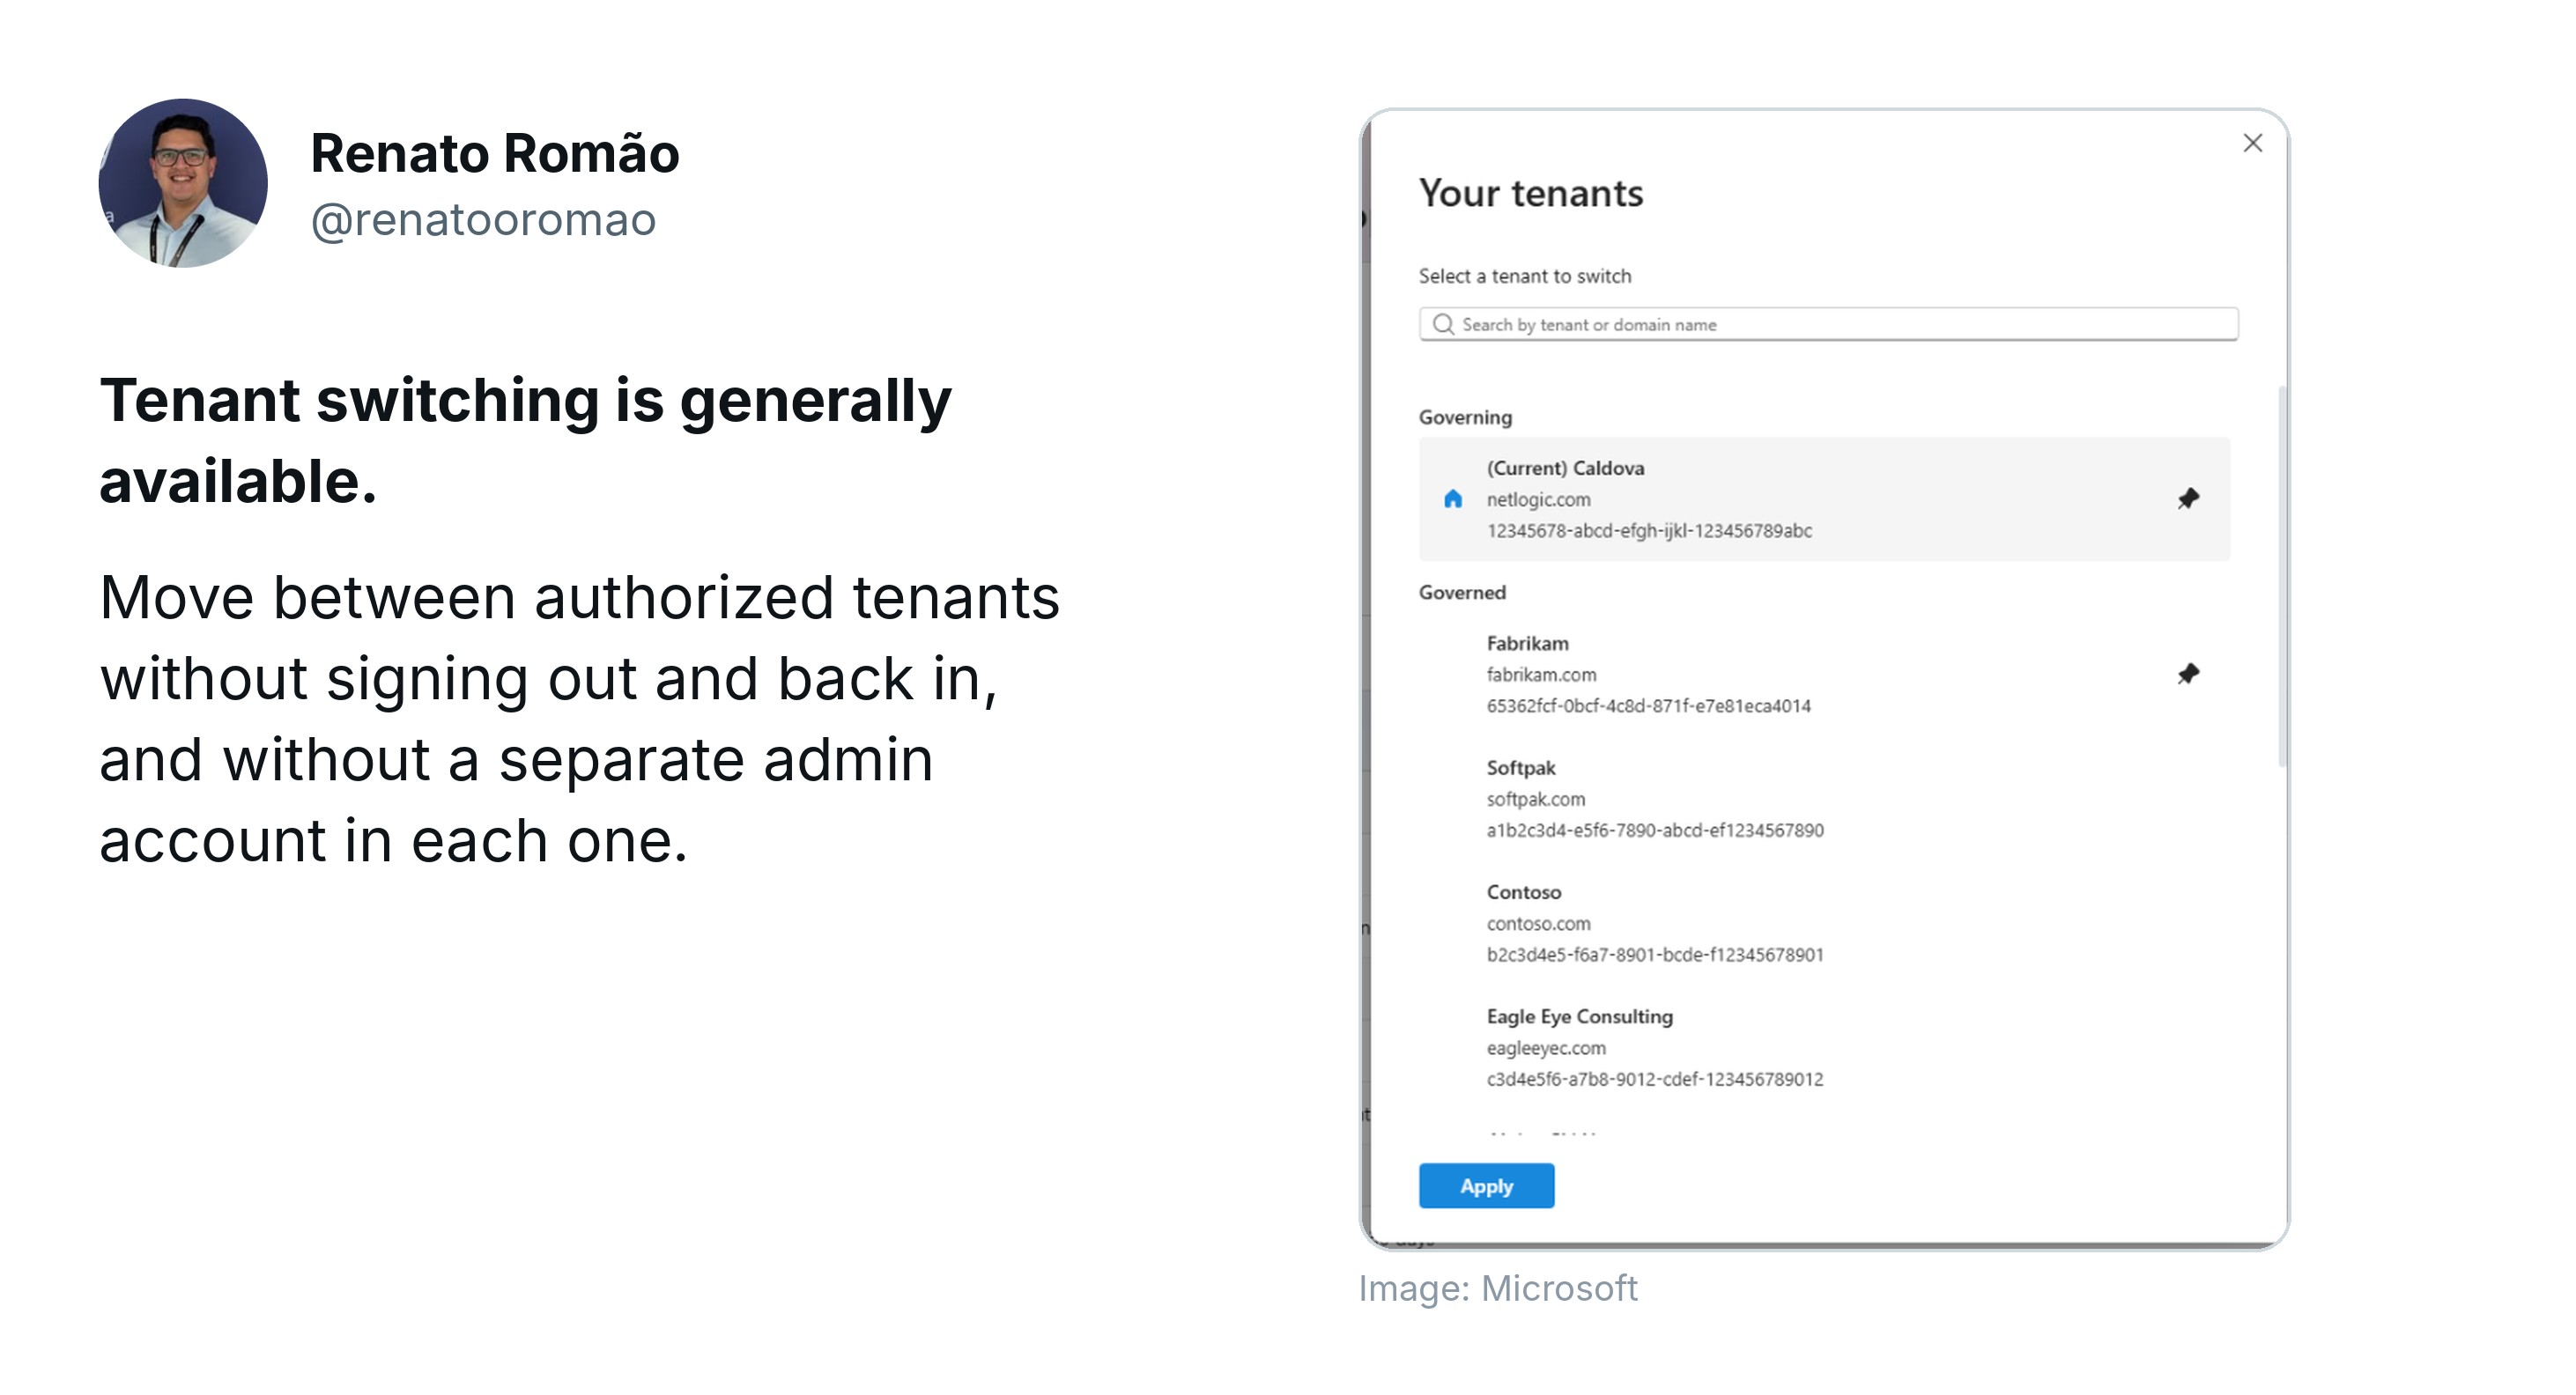 Renato Romão
@renatooromao
Tenant switching is generally
available.
Move between authorized tenants
without signing out and back in,
and without a separate admin
account in each one.
Your tenants
Select a tenant to switch
Search by tenant or domain name
Governing
(Current) Caldova
netlogic.com
12345678-abcd-efgh-ijkl-123456789abc
Governed
Fabrikam
fabrikam.com
65362fcf-0bcf-4c8d-871f-e7e81eca4014
Softpak
softpak.com
a1b2c3d4-e5f6-7890-abcd-ef1234567890
Contoso
contoso.com
b2c3d4e5-f6a7-8901-bcde-f12345678901
Eagle Eye Consulting
eagleeyec.com
c3d4e5f6-a7b8-9012-cdef-123456789012
Apply
Image: Microsoft